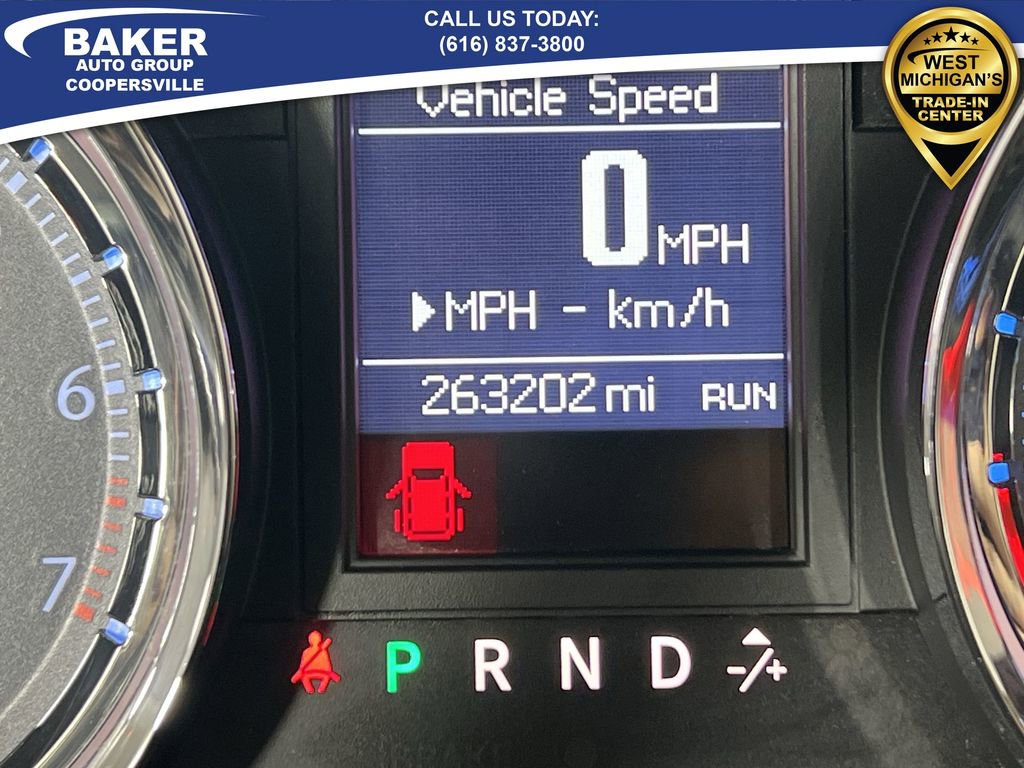 BAKER
AUTO GROUP
COOPERSVILLE
CALL US TODAY:
(616) 837-3800
WEST
MICHIGAN'S
TRADE-IN
CENTER
Vehicle Speed
0 MPH
MPH - km/h
263202 mi RUN
6
7
P R N D -/+